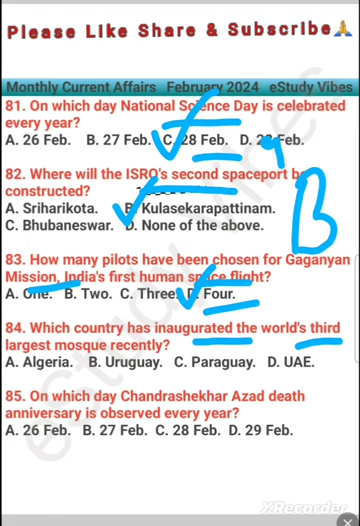 Please Like Share & Subscribe🙏
Monthly Current Affairs February 2024 eStudy Vibes
81. On which day National Science Day is celebrated
every year?
A. 26 Feb. B. 27 Feb. C. 28 Feb. D. 29 Feb.
9
82. Where will the ISRO's second spaceport be
constructed?
A. Sriharikota. B. Kulasekarapattinam.
C. Bhubaneswar. D. None of the above.
B
83. How many pilots have been chosen for Gaganyan
Mission, India's first human space flight?
A. One. B. Two. C. Three. D. Four.
84. Which country has inaugurated the world's third
largest mosque recently?
A. Algeria. B. Uruguay. C. Paraguay. D. UAE.
85. On which day Chandrashekhar Azad death
anniversary is observed every year?
A. 26 Feb. B. 27 Feb. C. 28 Feb. D. 29 Feb.
eStudy Vibes
XRecorder